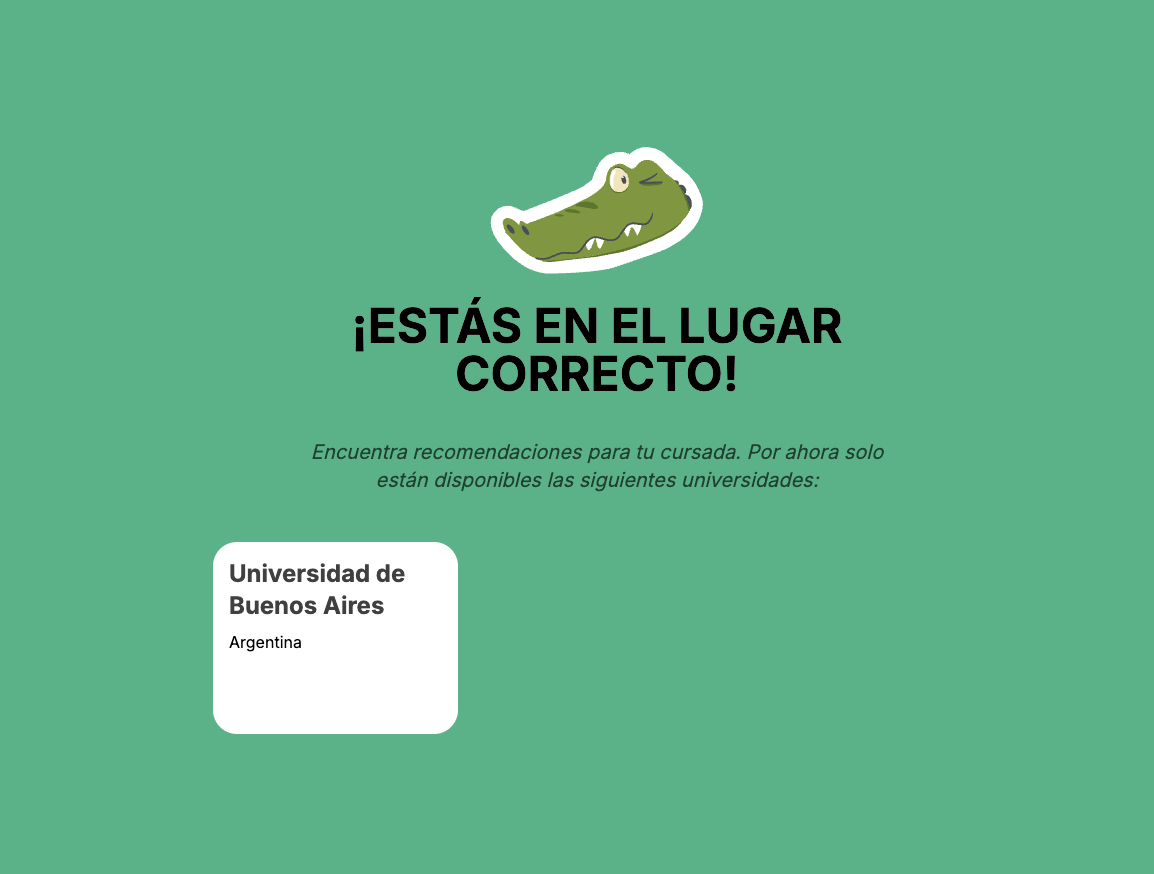 ¡ESTÁS EN EL LUGAR
CORRECTO!
Encuentra recomendaciones para tu cursada. Por ahora solo
están disponibles las siguientes universidades:
Universidad de
Buenos Aires
Argentina